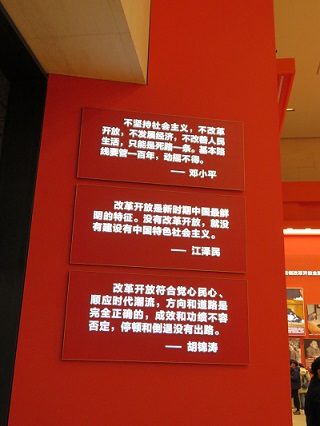 不坚持社会主义，不改革
开放，不发展经济，不改善人民
生活，只能是死路一条。基本路
线要管一百年，动摇不得。
—— 邓小平
改革开放是新时期中国最鲜
明的特征。没有改革开放，就没
有建设有中国特色社会主义。
—— 江泽民
改革开放符合党心民心、
顺应时代潮流，方向和道路是
完全正确的，成效和功绩不容
否定，停顿和倒退没有出路。
—— 胡锦涛